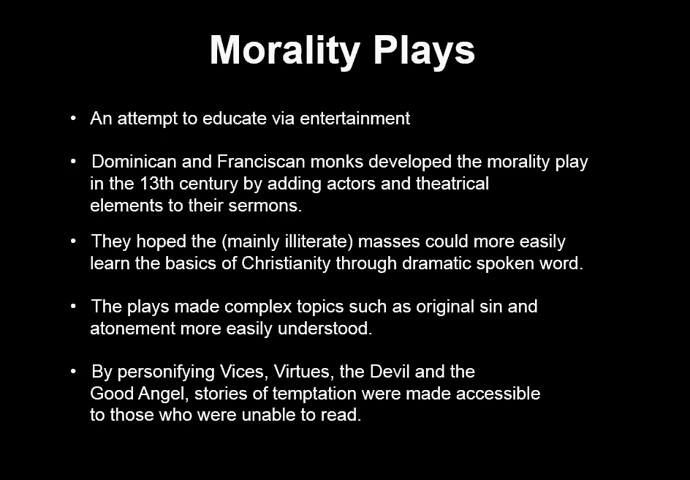 Morality Plays
• An attempt to educate via entertainment
• Dominican and Franciscan monks developed the morality play
in the 13th century by adding actors and theatrical
elements to their sermons.
• They hoped the (mainly illiterate) masses could more easily
learn the basics of Christianity through dramatic spoken word.
• The plays made complex topics such as original sin and
atonement more easily understood.
• By personifying Vices, Virtues, the Devil and the
Good Angel, stories of temptation were made accessible
to those who were unable to read.